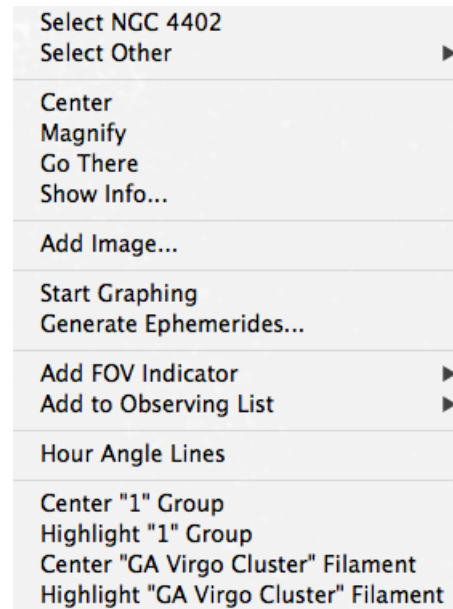 Select NGC 4402
Select Other
Center
Magnify
Go There
Show Info...
Add Image...
Start Graphing
Generate Ephemerides...
Add FOV Indicator
Add to Observing List
Hour Angle Lines
Center "1" Group
Highlight "1" Group
Center "GA Virgo Cluster" Filament
Highlight "GA Virgo Cluster" Filament